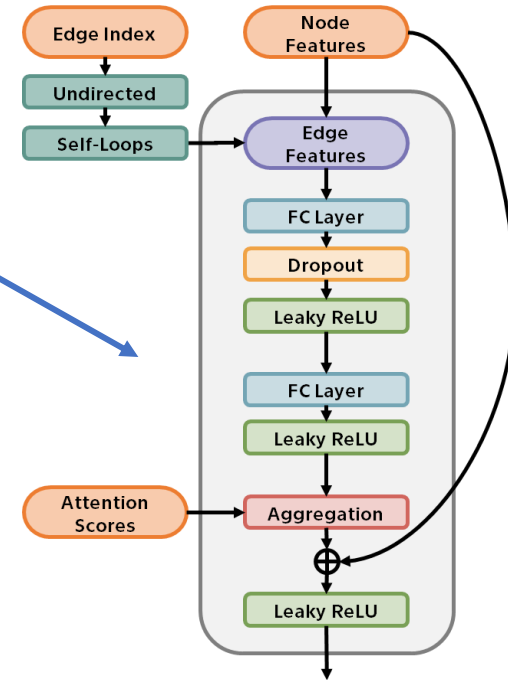 Edge Index
Node
Features
Undirected
Self-Loops
Edge
Features
FC Layer
Dropout
Leaky ReLU
FC Layer
Leaky ReLU
Attention
Scores
Aggregation
Leaky ReLU